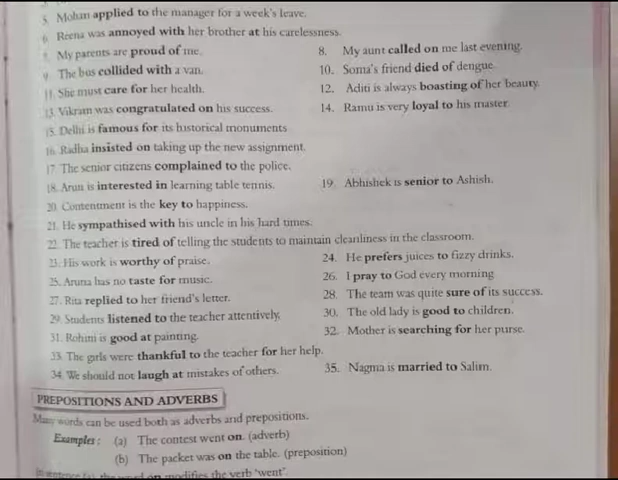 5. Mohan applied to the manager for a week's leave.
6. Reena was annoyed with her brother at his carelessness.
7. My parents are proud of me.
8. My aunt called on me last evening.
9. The bus collided with a van.
10. Soma's friend died of dengue.
11. She must care for her health.
12. Aditi is always boasting of her beauty.
13. Vikram was congratulated on his success.
14. Ramu is very loyal to his master.
15. Delhi is famous for its historical monuments
16. Radha insisted on taking up the new assignment.
17. The senior citizens complained to the police.
18. Arun is interested in learning table tennis.
19. Abhishek is senior to Ashish.
20. Contentment is the key to happiness.
21. He sympathised with his uncle in his hard times.
22. The teacher is tired of telling the students to maintain cleanliness in the classroom.
23. His work is worthy of praise.
24. He prefers juices to fizzy drinks.
25. Aruna has no taste for music.
26. I pray to God every morning
27. Rita replied to her friend's letter.
28. The team was quite sure of its success.
29. Students listened to the teacher attentively.
30. The old lady is good to children.
31. Rohini is good at painting.
32. Mother is searching for her purse.
33. The girls were thankful to the teacher for her help.
34. We should not laugh at mistakes of others.
35. Nagma is married to Salim.
PREPOSITIONS AND ADVERBS
Many words can be used both as adverbs and prepositions.
Examples : (a) The contest went on. (adverb)
(b) The packet was on the table. (preposition)
In sentence (a), the word on modifies the verb 'went'.